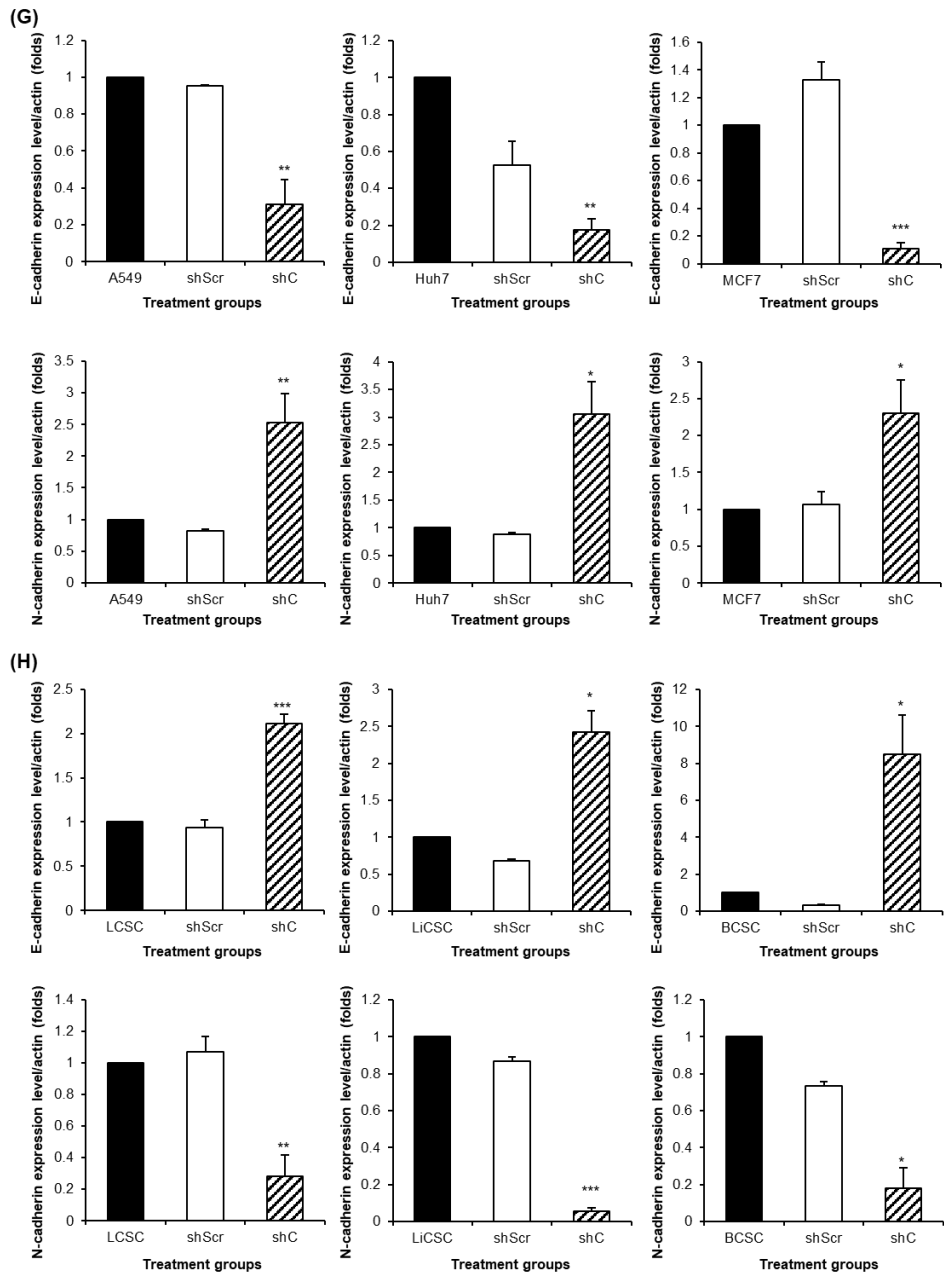 (G)
E-cadherin expression level/actin (folds)
1.2
1
0.8
0.6
0.4
0.2
0
**
A549 shScr shC
Treatment groups
E-cadherin expression level/actin (folds)
1.2
1
0.8
0.6
0.4
0.2
0
**
Huh7 shScr shC
Treatment groups
E-cadherin expression level/actin (folds)
1.6
1.4
1.2
1
0.8
0.6
0.4
0.2
0
***
MCF7 shScr shC
Treatment groups
N-cadherin expression level/actin (folds)
3.5
3
2.5
2
1.5
1
0.5
0
**
A549 shScr shC
Treatment groups
N-cadherin expression level/actin (folds)
4
3.5
3
2.5
2
1.5
1
0.5
0
*
Huh7 shScr shC
Treatment groups
N-cadherin expression level/actin (folds)
3
2.5
2
1.5
1
0.5
0
*
MCF7 shScr shC
Treatment groups
(H)
E-cadherin expression level/actin (folds)
2.5
2
1.5
1
0.5
0
***
LCSC shScr shC
Treatment groups
E-cadherin expression level/actin (folds)
3
2.5
2
1.5
1
0.5
0
*
LiCSC shScr shC
Treatment groups
E-cadherin expression level/actin (folds)
12
10
8
6
4
2
0
*
BCSC shScr shC
Treatment groups
N-cadherin expression level/actin (folds)
1.4
1.2
1
0.8
0.6
0.4
0.2
0
**
LCSC shScr shC
Treatment groups
N-cadherin expression level/actin (folds)
1.2
1
0.8
0.6
0.4
0.2
0
***
LiCSC shScr shC
Treatment groups
N-cadherin expression level/actin (folds)
1.2
1
0.8
0.6
0.4
0.2
0
*
BCSC shScr shC
Treatment groups